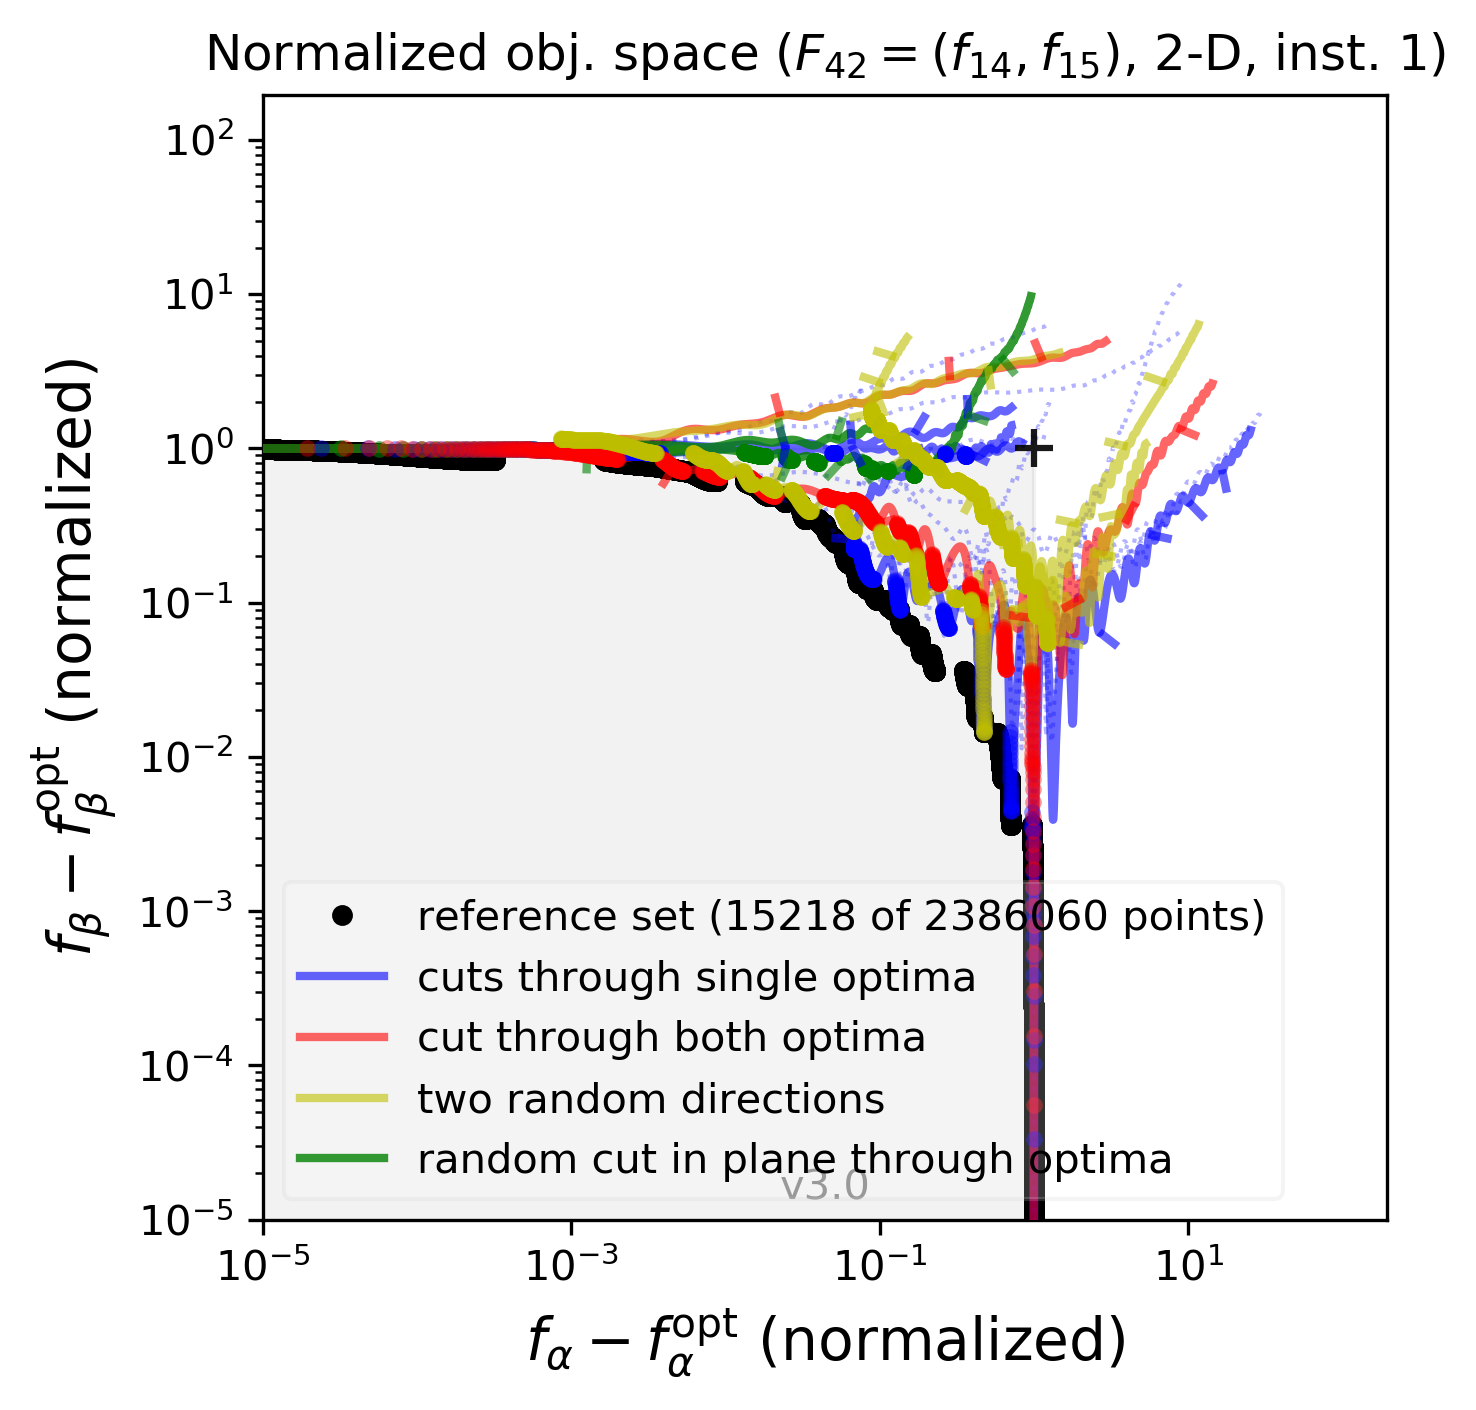 Normalized obj. space (F₄₂ = (f₁₄, f₁₅), 2-D, inst. 1)
10²
10¹
10⁰
10⁻¹
10⁻²
10⁻³
10⁻⁴
10⁻⁵
f_β − f_β^opt (normalized)
reference set (15218 of 2386060 points)
cuts through single optima
cut through both optima
two random directions
random cut in plane through optima
v3.0
10⁻⁵ 10⁻³ 10⁻¹ 10¹
f_α − f_α^opt (normalized)